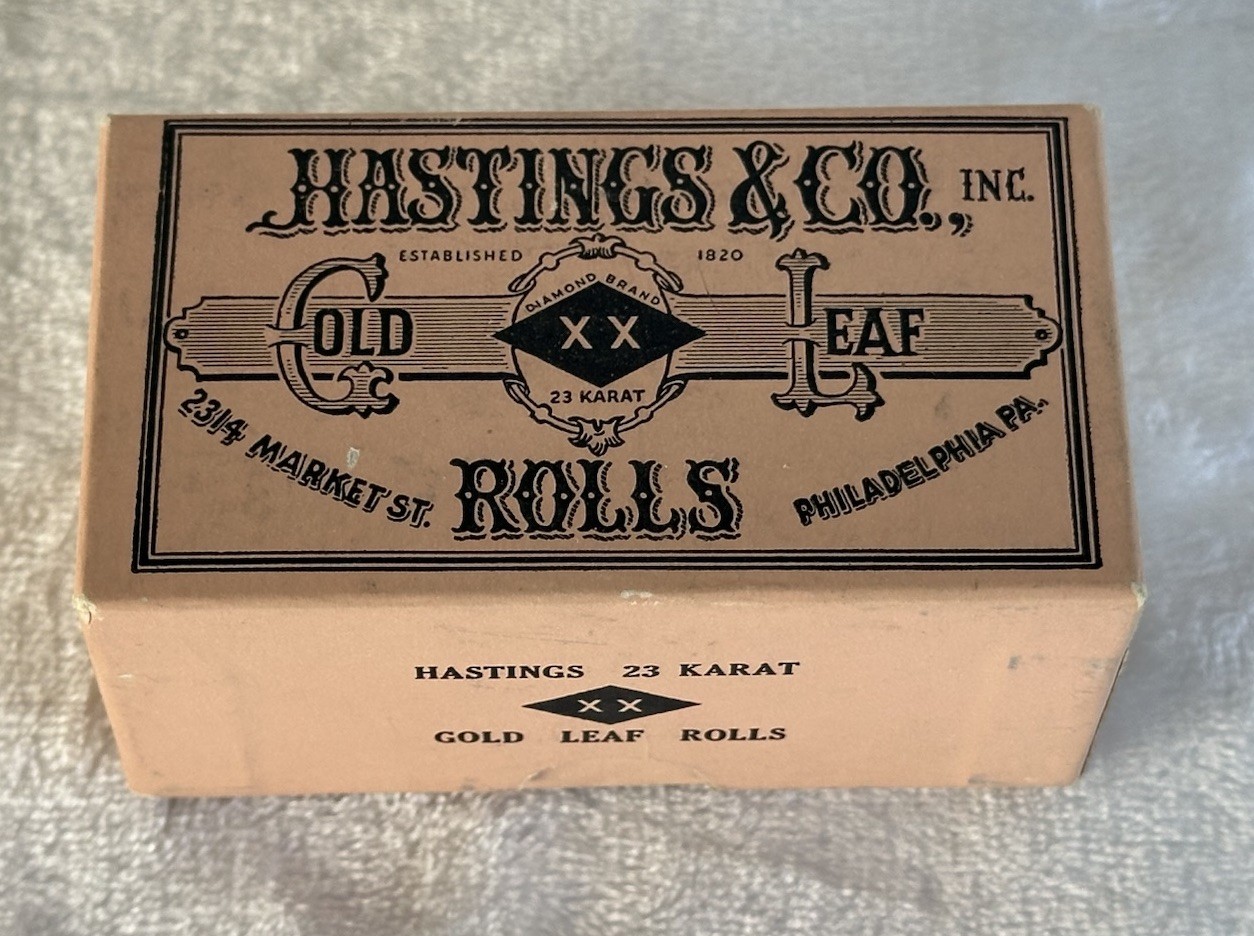 HASTINGS & CO., INC.
ESTABLISHED 1820
GOLD LEAF
DIAMOND BRAND
XX
23 KARAT
2314 MARKET ST.
ROLLS
PHILADELPHIA PA.
HASTINGS 23 KARAT
XX
GOLD LEAF ROLLS